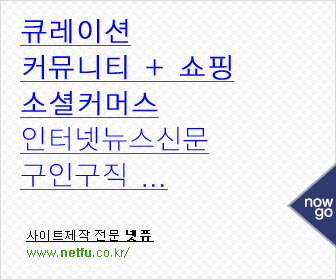 큐레이션
커뮤니티 + 쇼핑
소셜커머스
인터넷뉴스신문
구인구직 ...
now
go
사이트제작 전문 넷퓨
www.netfu.co.kr/